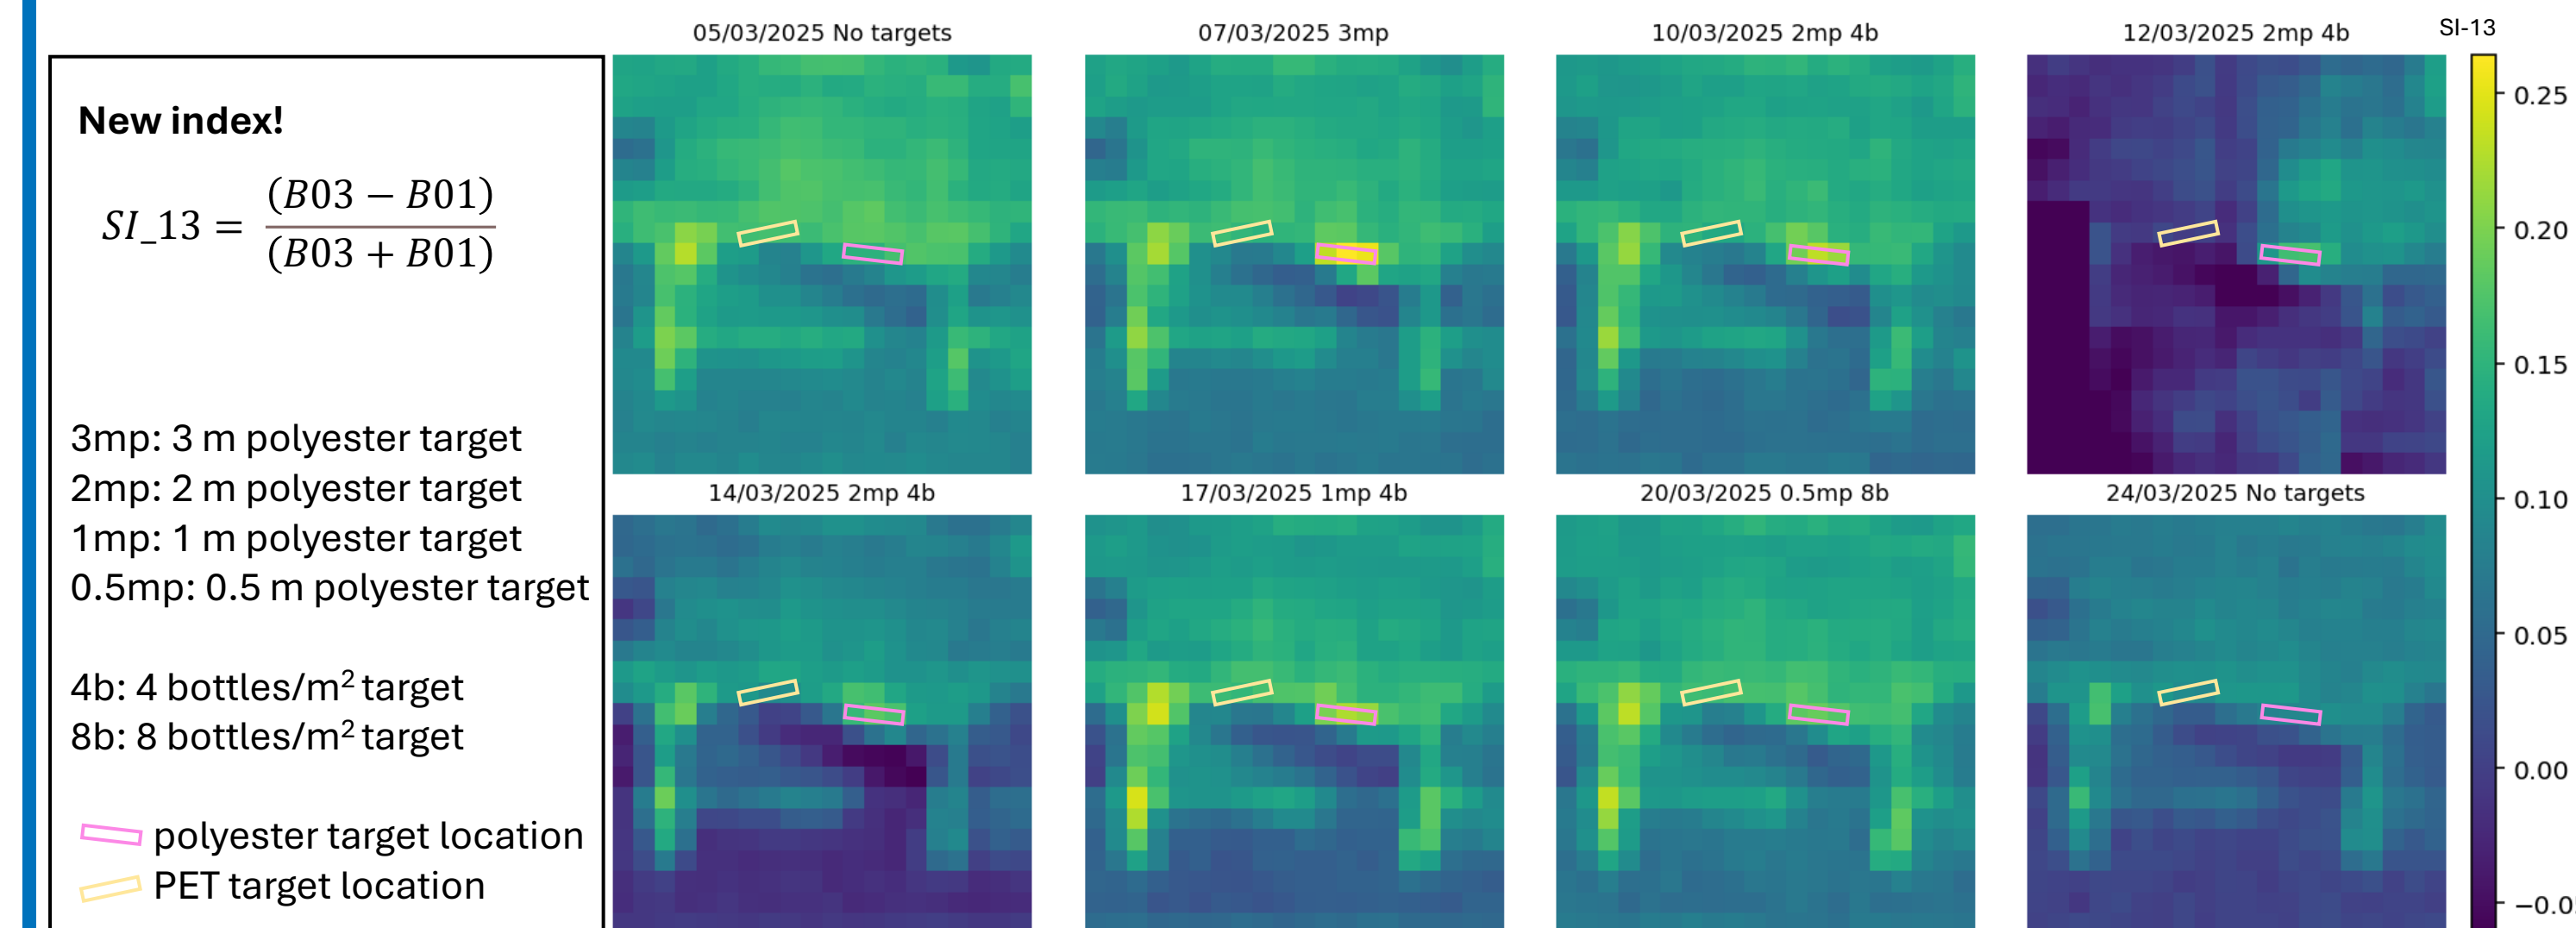 New index!
SI_13 = (B03 − B01) / (B03 + B01)
3mp: 3 m polyester target
2mp: 2 m polyester target
1mp: 1 m polyester target
0.5mp: 0.5 m polyester target
4b: 4 bottles/m² target
8b: 8 bottles/m² target
polyester target location
PET target location
05/03/2025 No targets
07/03/2025 3mp
10/03/2025 2mp 4b
12/03/2025 2mp 4b
14/03/2025 2mp 4b
17/03/2025 1mp 4b
20/03/2025 0.5mp 8b
24/03/2025 No targets
SI-13
0.25
0.20
0.15
0.10
0.05
0.00